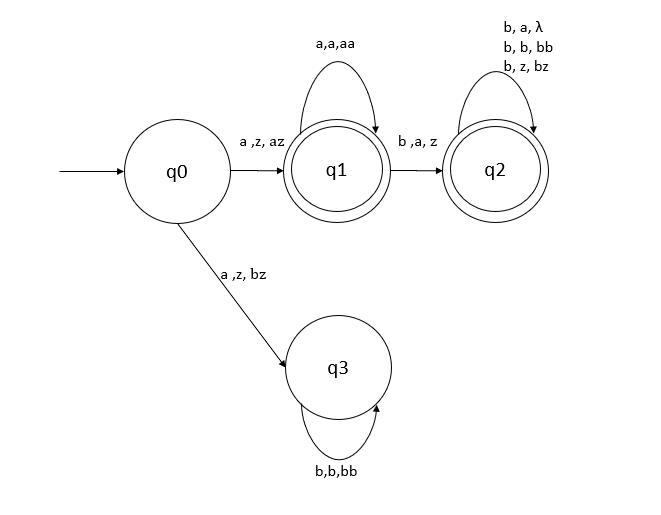 b, a, λ
b, b, bb
b, z, bz
a,a,aa
a ,z, az
b ,a, z
q0
q1
q2
a ,z, bz
q3
b,b,bb